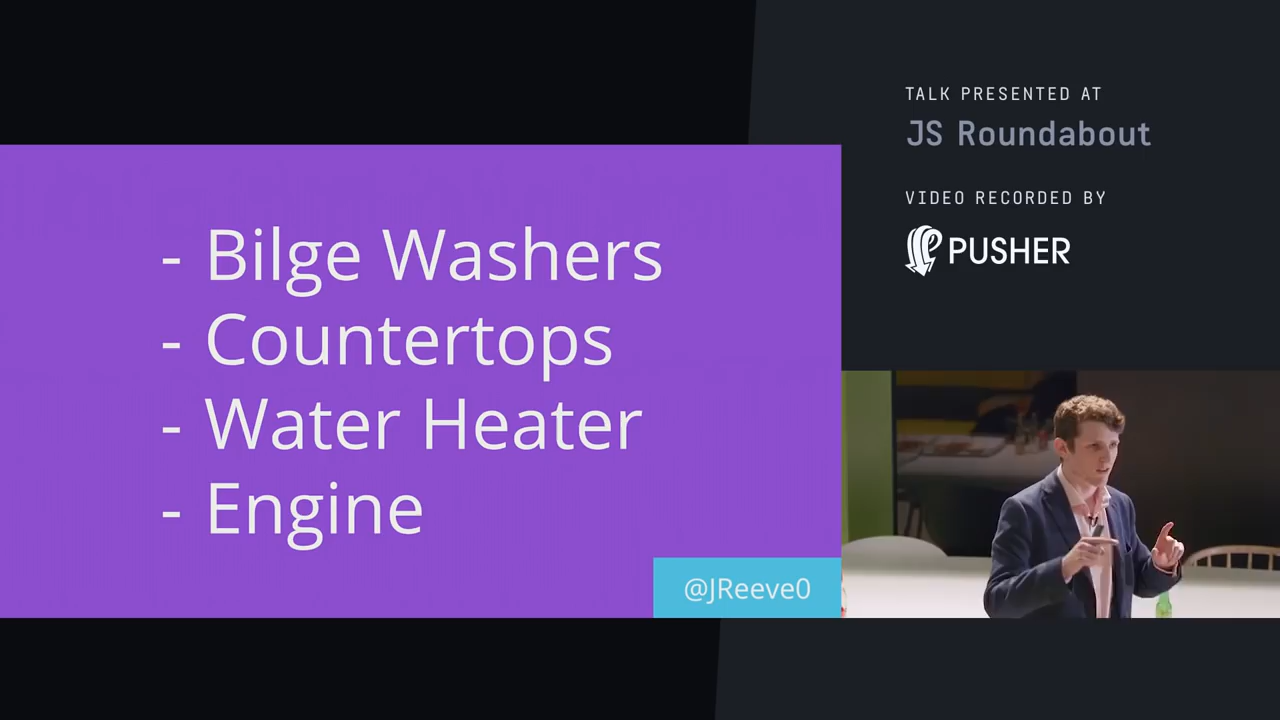 TALK PRESENTED AT
JS Roundabout
VIDEO RECORDED BY
PUSHER
- Bilge Washers
- Countertops
- Water Heater
- Engine
@JReeve0